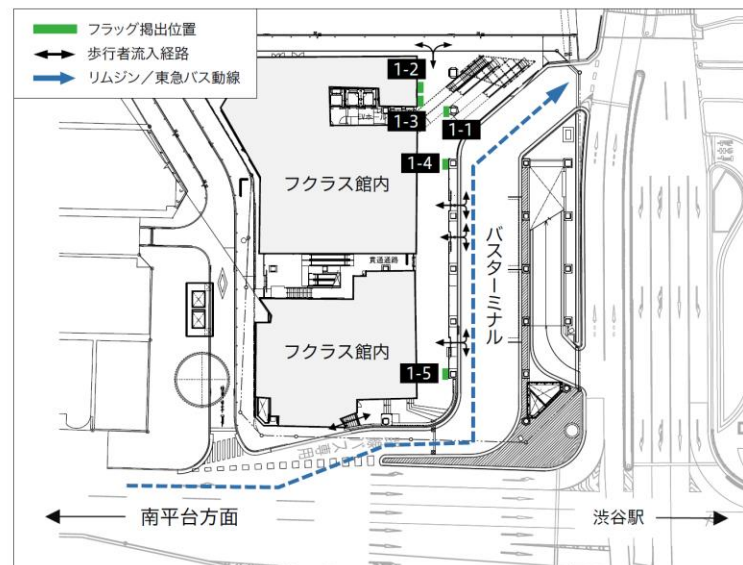 フラッグ掲出位置
歩行者流入経路
リムジン／東急バス動線
1-2
1-3
1-1
1-4
フクラス館内
バスターミナル
貫通通路
フクラス館内
1-5
南平台方面
渋谷駅